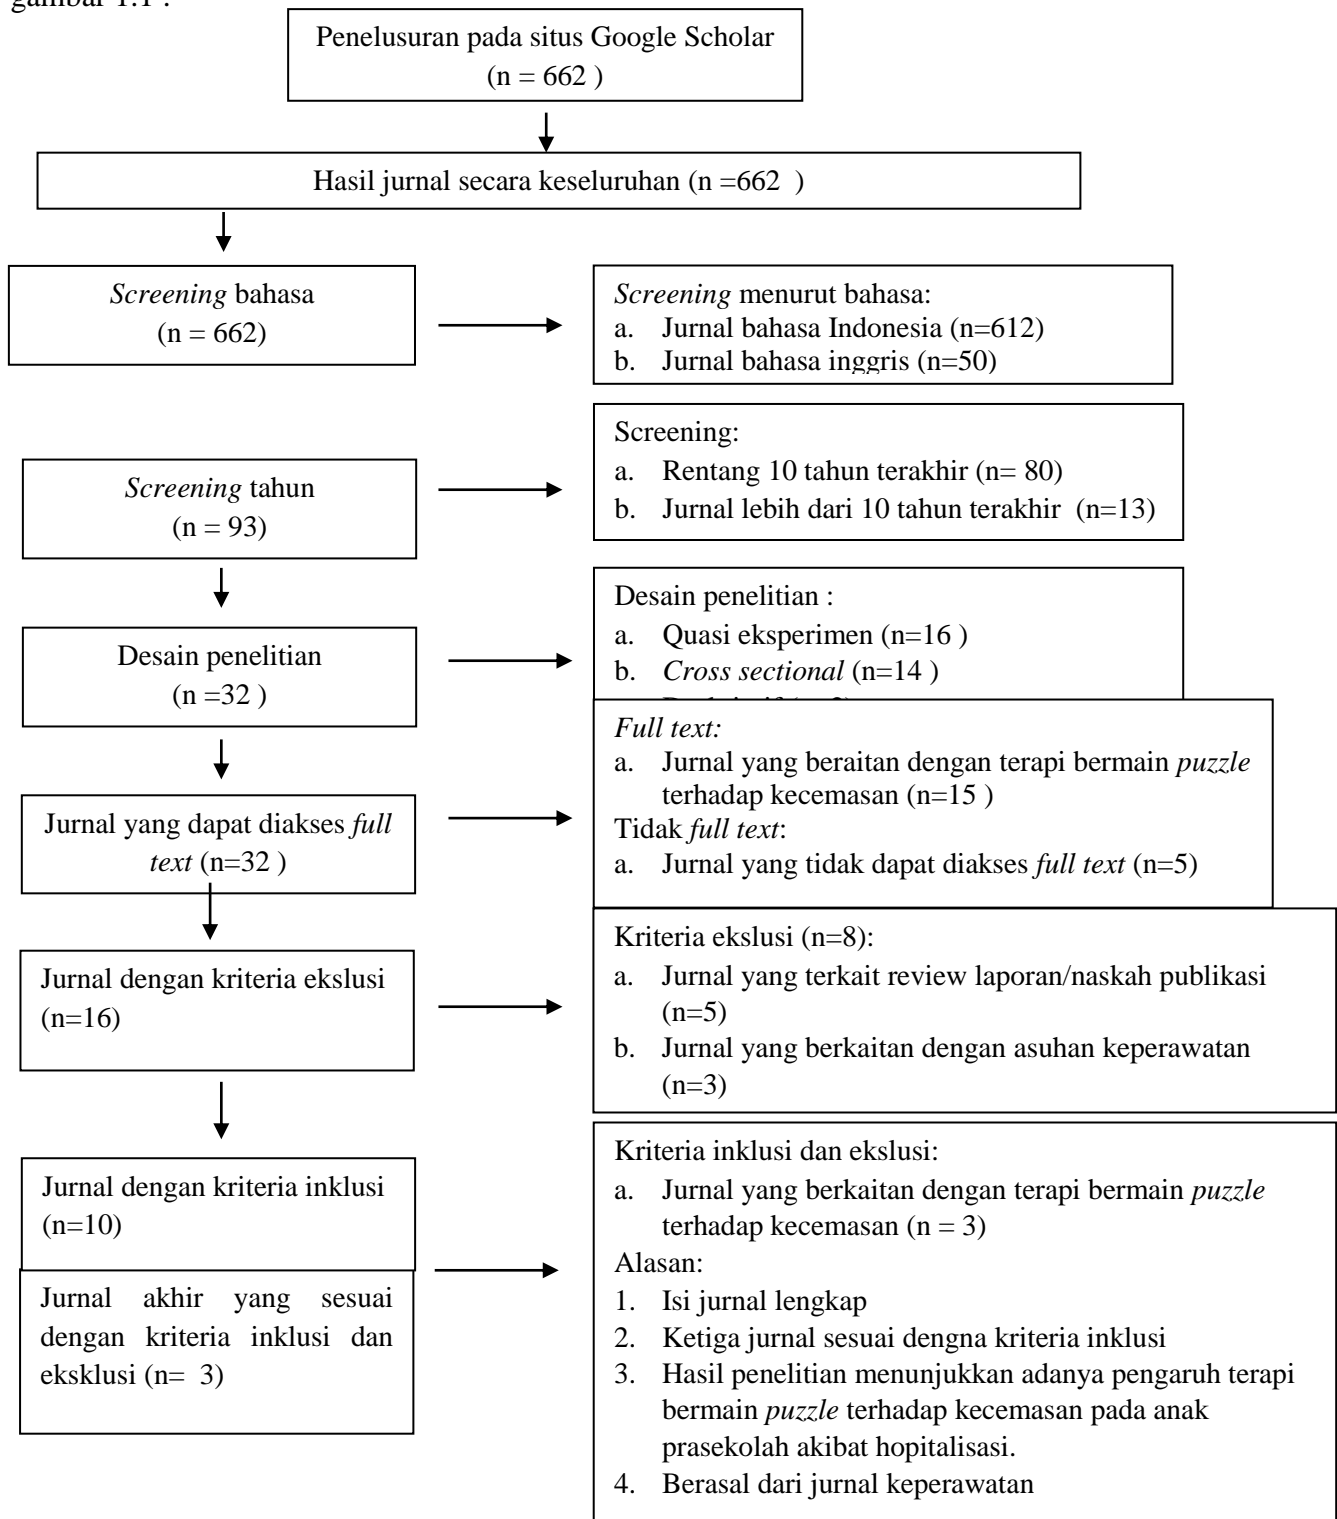 gambar 1.1 :
Penelusuran pada situs Google Scholar
(n = 662 )
Hasil jurnal secara keseluruhan (n =662 )
Screening bahasa
(n = 662)
Screening menurut bahasa:
a. Jurnal bahasa Indonesia (n=612)
b. Jurnal bahasa inggris (n=50)
Screening tahun
(n = 93)
Screening:
a. Rentang 10 tahun terakhir (n= 80)
b. Jurnal lebih dari 10 tahun terakhir (n=13)
Desain penelitian
(n =32 )
Desain penelitian :
a. Quasi eksperimen (n=16 )
b. Cross sectional (n=14 )
Jurnal yang dapat diakses full
text (n=32 )
Full text:
a. Jurnal yang beraitan dengan terapi bermain puzzle
terhadap kecemasan (n=15 )
Tidak full text:
a. Jurnal yang tidak dapat diakses full text (n=5)
Jurnal dengan kriteria ekslusi
(n=16)
Kriteria ekslusi (n=8):
a. Jurnal yang terkait review laporan/naskah publikasi
(n=5)
b. Jurnal yang berkaitan dengan asuhan keperawatan
(n=3)
Jurnal dengan kriteria inklusi
(n=10)
Jurnal akhir yang sesuai
dengan kriteria inklusi dan
eksklusi (n= 3)
Kriteria inklusi dan ekslusi:
a. Jurnal yang berkaitan dengan terapi bermain puzzle
terhadap kecemasan (n = 3)
Alasan:
1. Isi jurnal lengkap
2. Ketiga jurnal sesuai dengna kriteria inklusi
3. Hasil penelitian menunjukkan adanya pengaruh terapi
bermain puzzle terhadap kecemasan pada anak
prasekolah akibat hopitalisasi.
4. Berasal dari jurnal keperawatan